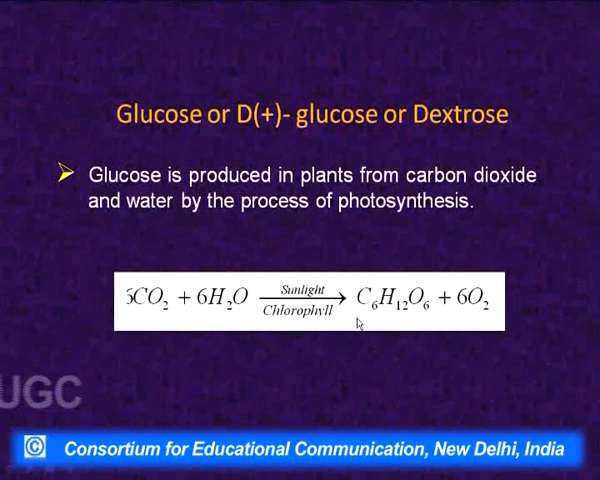 Glucose or D(+)- glucose or Dextrose
Glucose is produced in plants from carbon dioxide
and water by the process of photosynthesis.
6CO₂ + 6H₂O Sunlight Chlorophyll → C₆H₁₂O₆ + 6O₂
UGC
© Consortium for Educational Communication, New Delhi, India